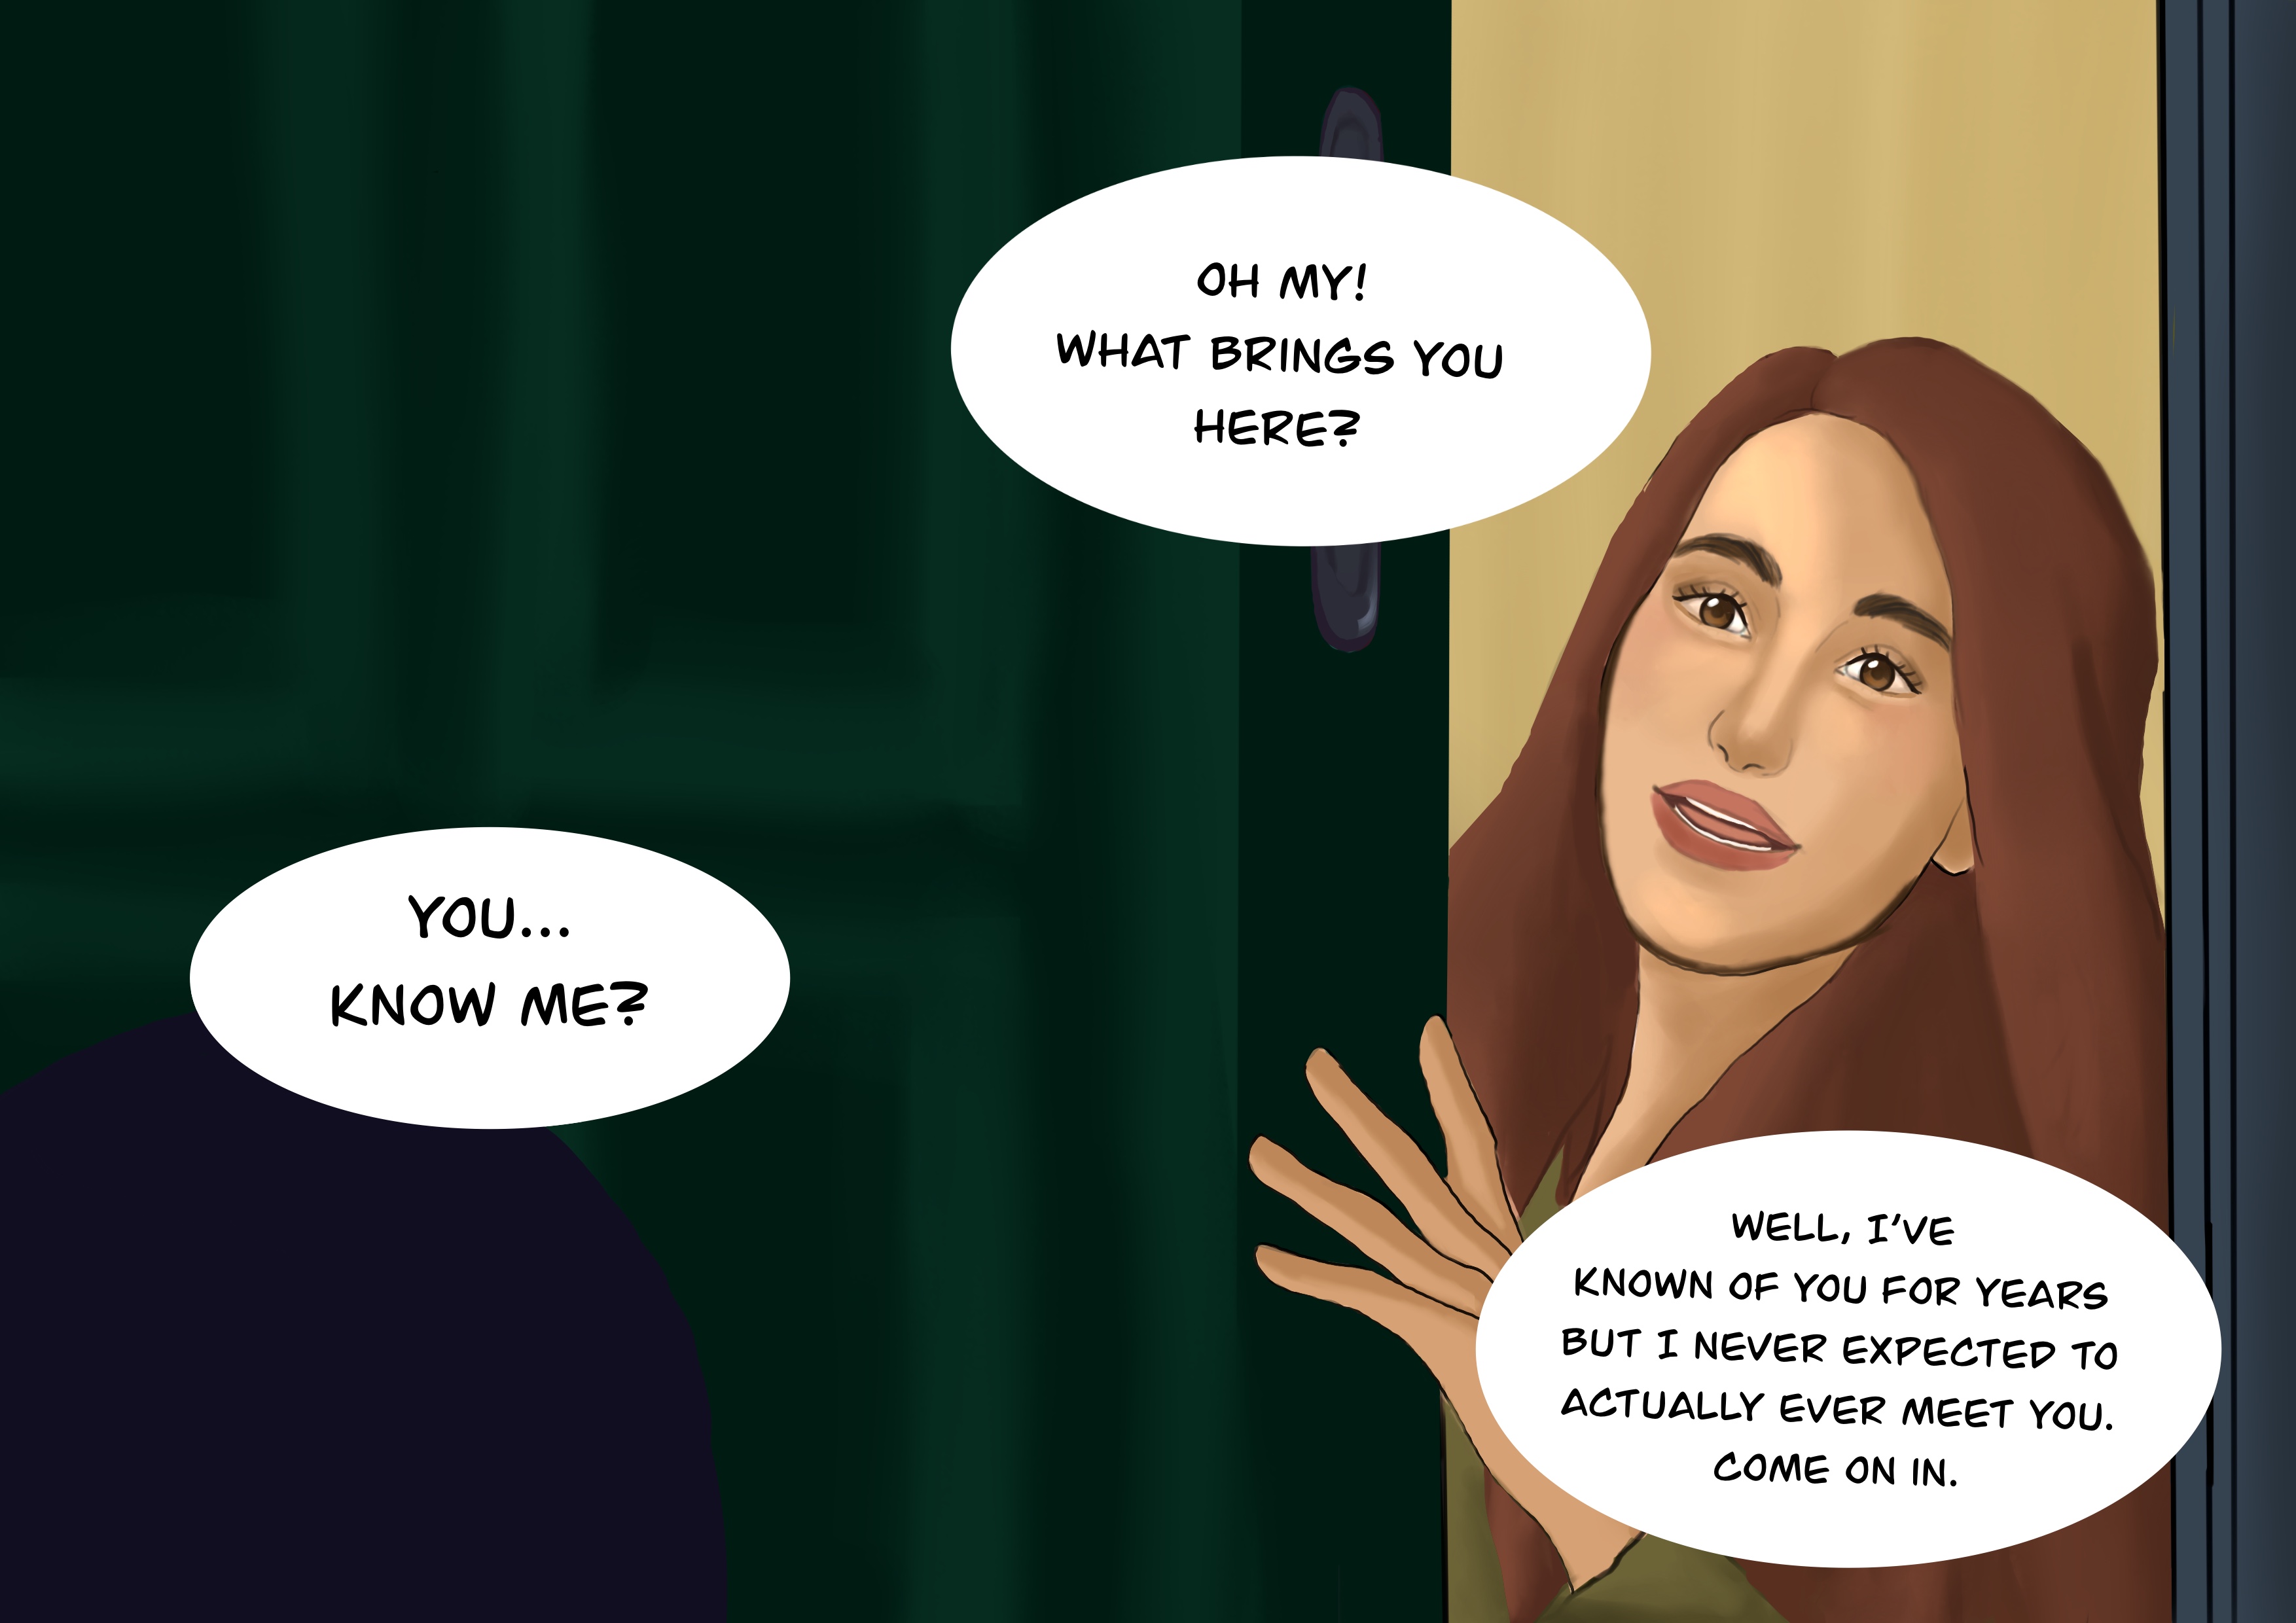 OH MY!
WHAT BRINGS YOU
HERE?
YOU...
KNOW ME?
WELL, I'VE
KNOWN OF YOU FOR YEARS
BUT I NEVER EXPECTED TO
ACTUALLY EVER MEET YOU.
COME ON IN.